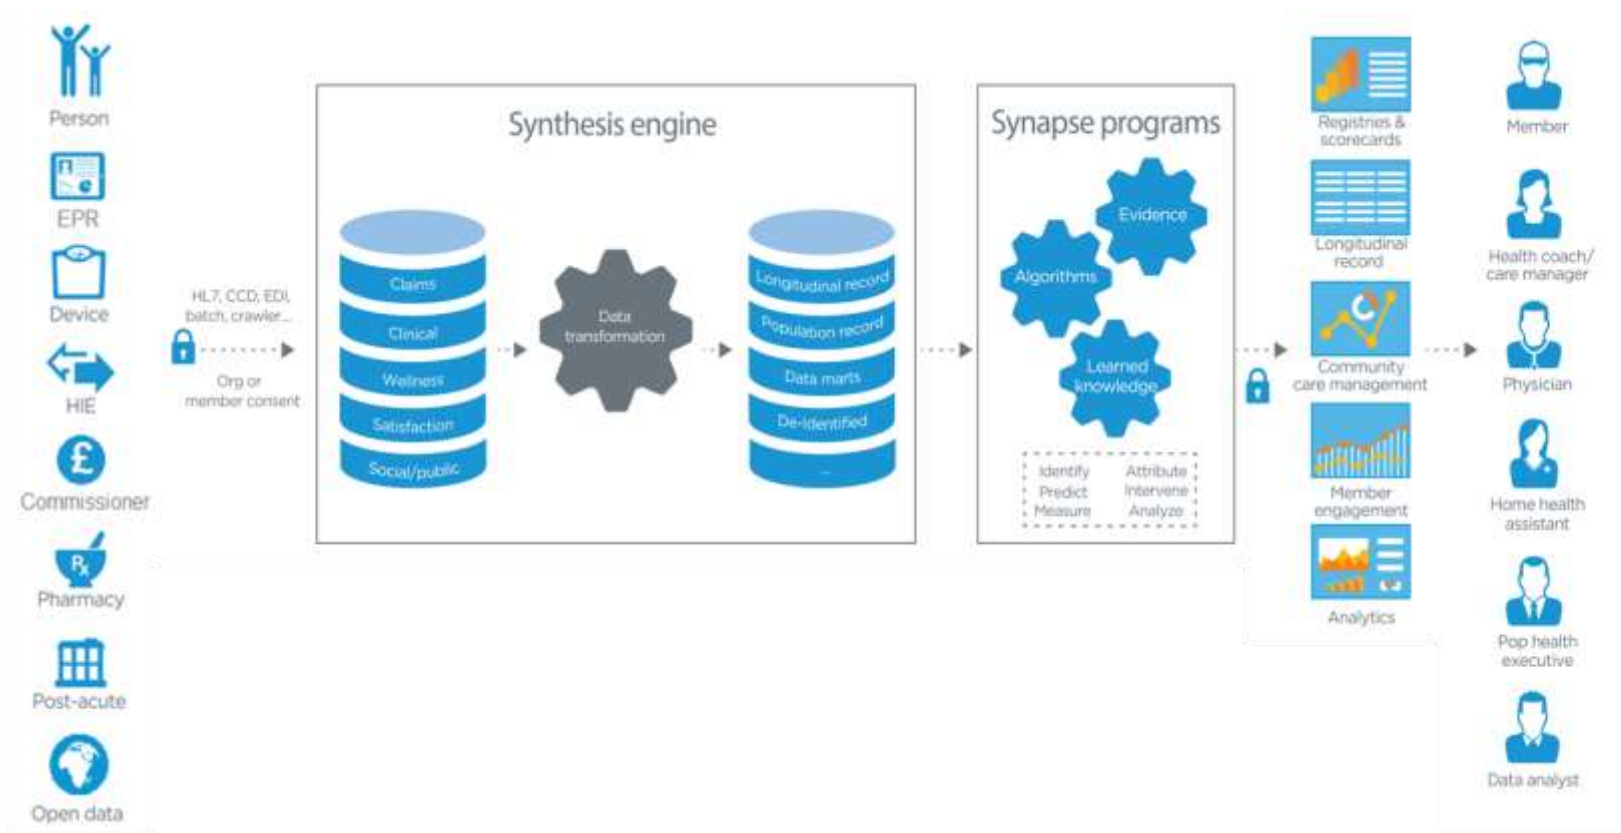 Person
EPR
Device
HIE
£
Commissioner
Rx
Pharmacy
Post-acute
Open data
HL7, CCD, EDI,
batch, crawler...
Org or
member consent
Synthesis engine
Claims
Clinical
Wellness
Satisfaction
Social/public
Data
transformation
Longitudinal record
Population record
Data marts
De-identified
...
Synapse programs
Evidence
Algorithms
Learned
knowledge
Identify Attribute
Predict Intervene
Measure Analyze
Registries &
scorecards
Longitudinal
record
Community
care management
Member
engagement
Analytics
Member
Health coach/
care manager
Physician
Home health
assistant
Pop health
executive
Data analyst